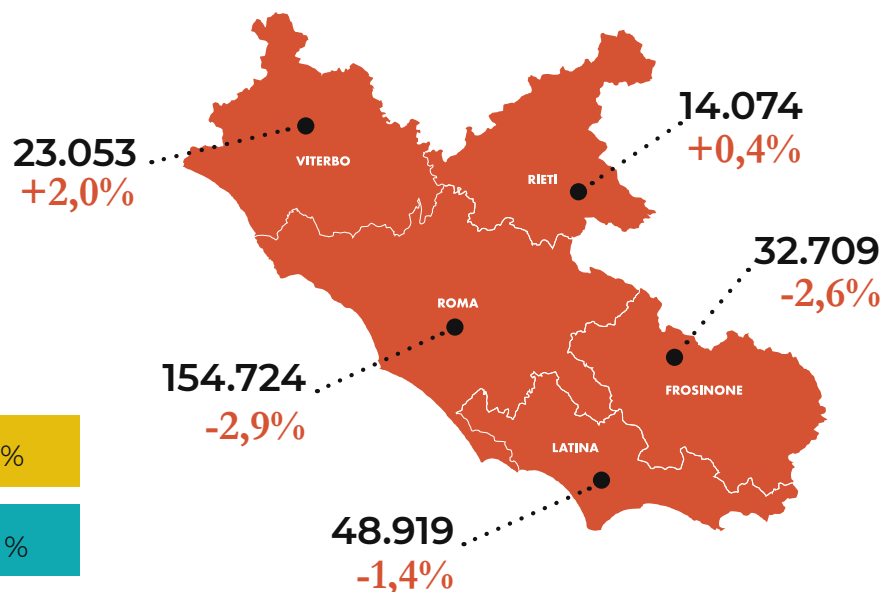 14.074
+0,4%
23.053
+2,0%
VITERBO
RIETI
32.709
-2,6%
ROMA
154.724
-2,9%
FROSINONE
LATINA
%
48.919
-1,4%
%